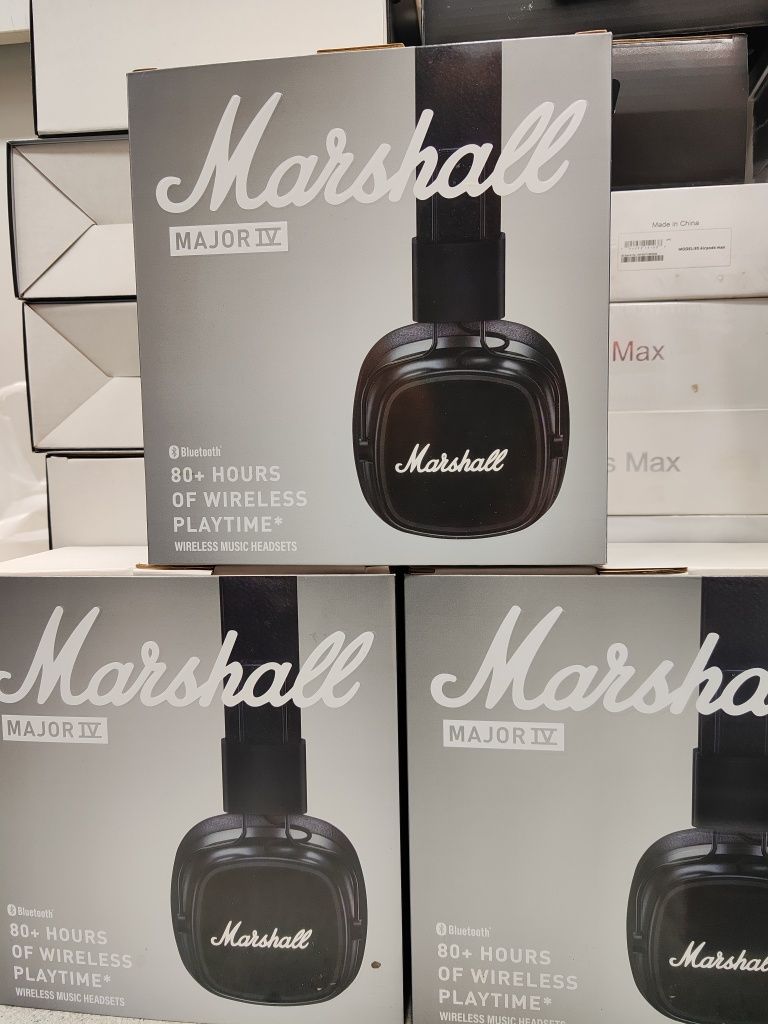 Marshall
MAJOR IV
Marshall
Bluetooth
80+ HOURS
OF WIRELESS
PLAYTIME*
WIRELESS MUSIC HEADSETS
Made in China
Max
s Max
Marshall
MAJOR IV
Marshall
Bluetooth
80+ HOURS
OF WIRELESS
PLAYTIME*
WIRELESS MUSIC HEADSETS
Marsha
MAJOR IV
Marshal
Bluetooth
80+ HOURS
OF WIRELESS
PLAYTIME*
WIRELESS MUSIC HEADSETS